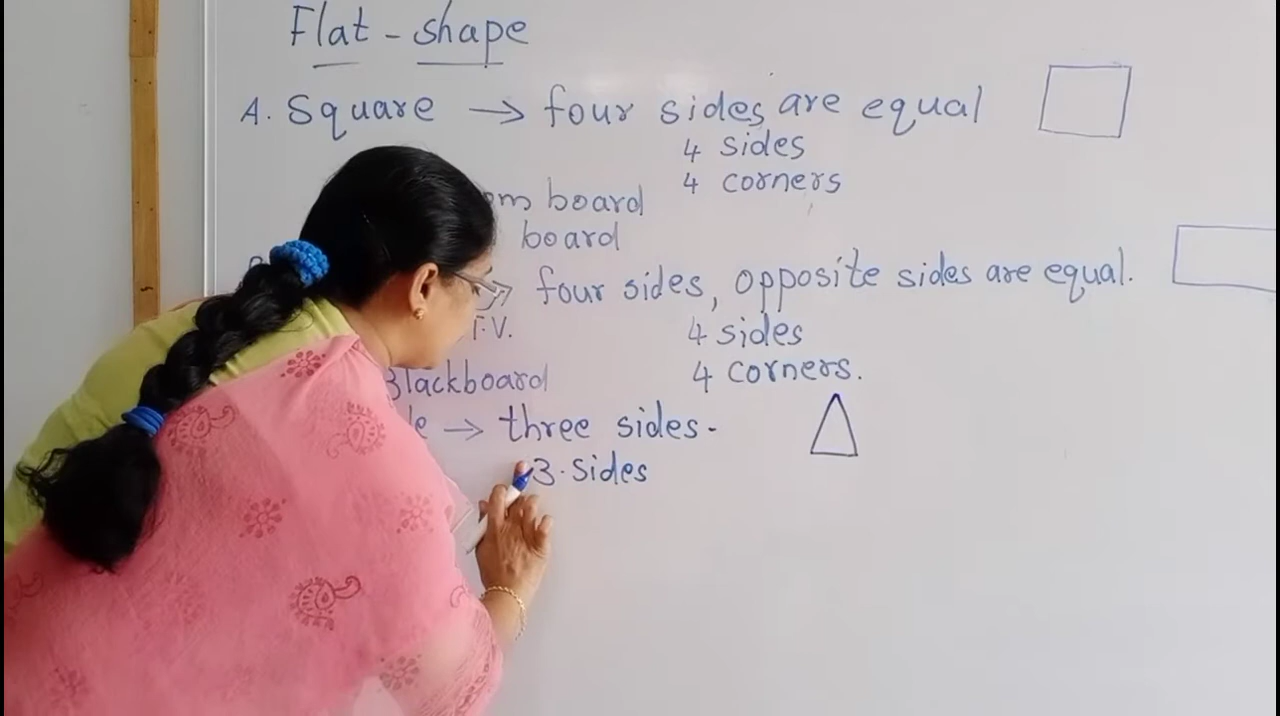 Flat - shape
A. Square → four sides are equal
4 sides
4 corners
board
board
four sides, opposite sides are equal.
T.V.
4 sides
Blackboard
4 corners.
→ three sides-
3. Sides